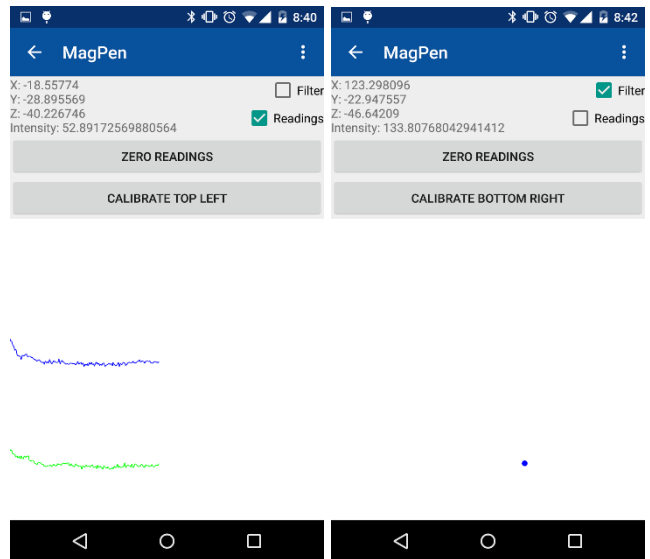 8:40
MagPen
X: -18.55774
Y: -28.895569
Z: -40.226746
Intensity: 52.89172569880564
Filter
Readings
ZERO READINGS
CALIBRATE TOP LEFT
8:42
MagPen
X: 123.298096
Y: -22.947557
Z: -46.64209
Intensity: 133.80768042941412
Filter
Readings
ZERO READINGS
CALIBRATE BOTTOM RIGHT